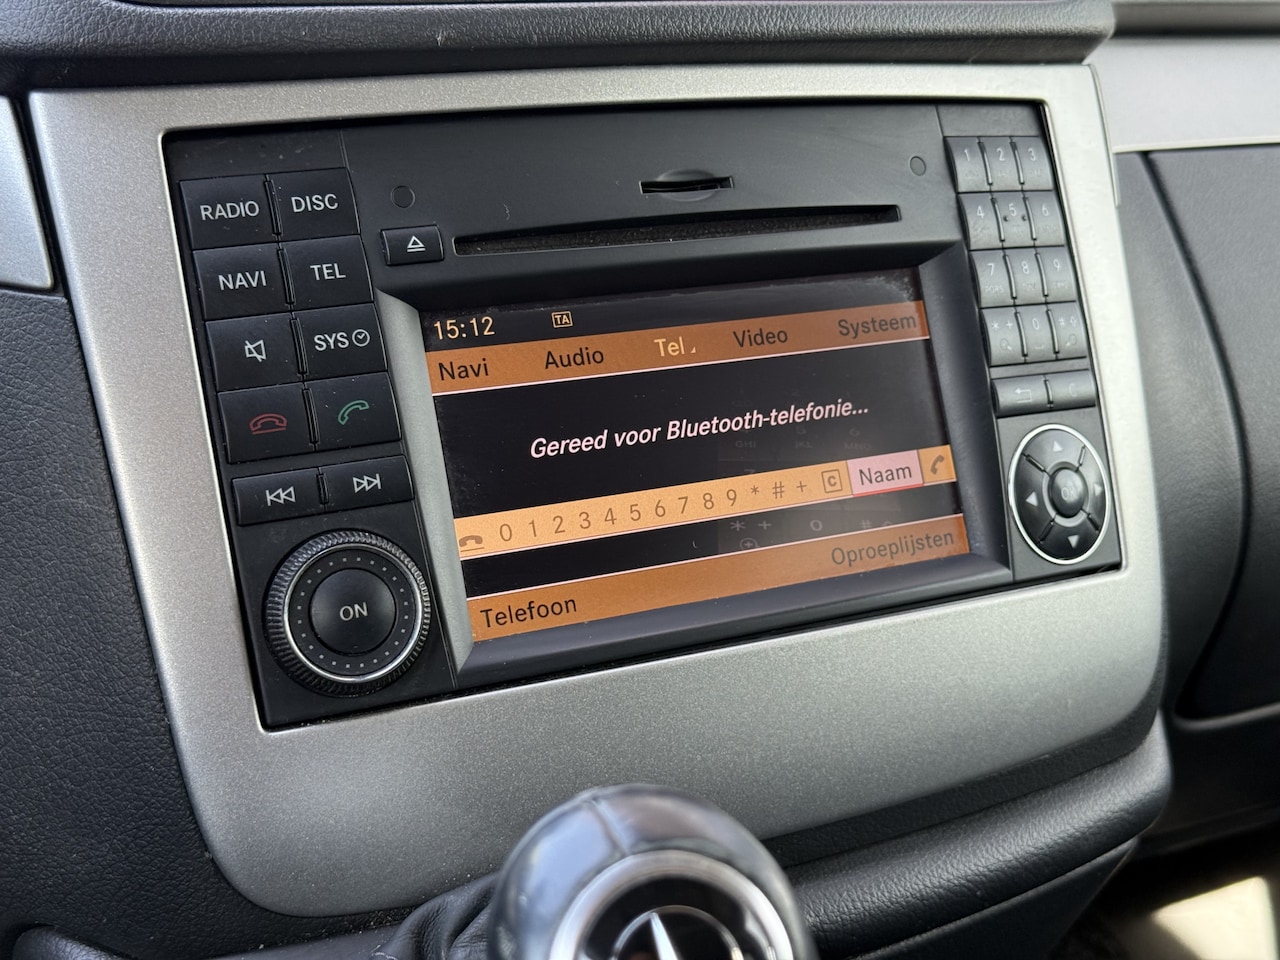 RADIO DISC
NAVI TEL
SYS
ON
1 2 3
4 5 6
7 8 9
* + 0 #
C
ON
15:12 TA
Navi Audio Tel Video Systeem
Gereed voor Bluetooth-telefonie...
0 1 2 3 4 5 6 7 8 9 * # + C Naam
Telefoon Oproeplijsten